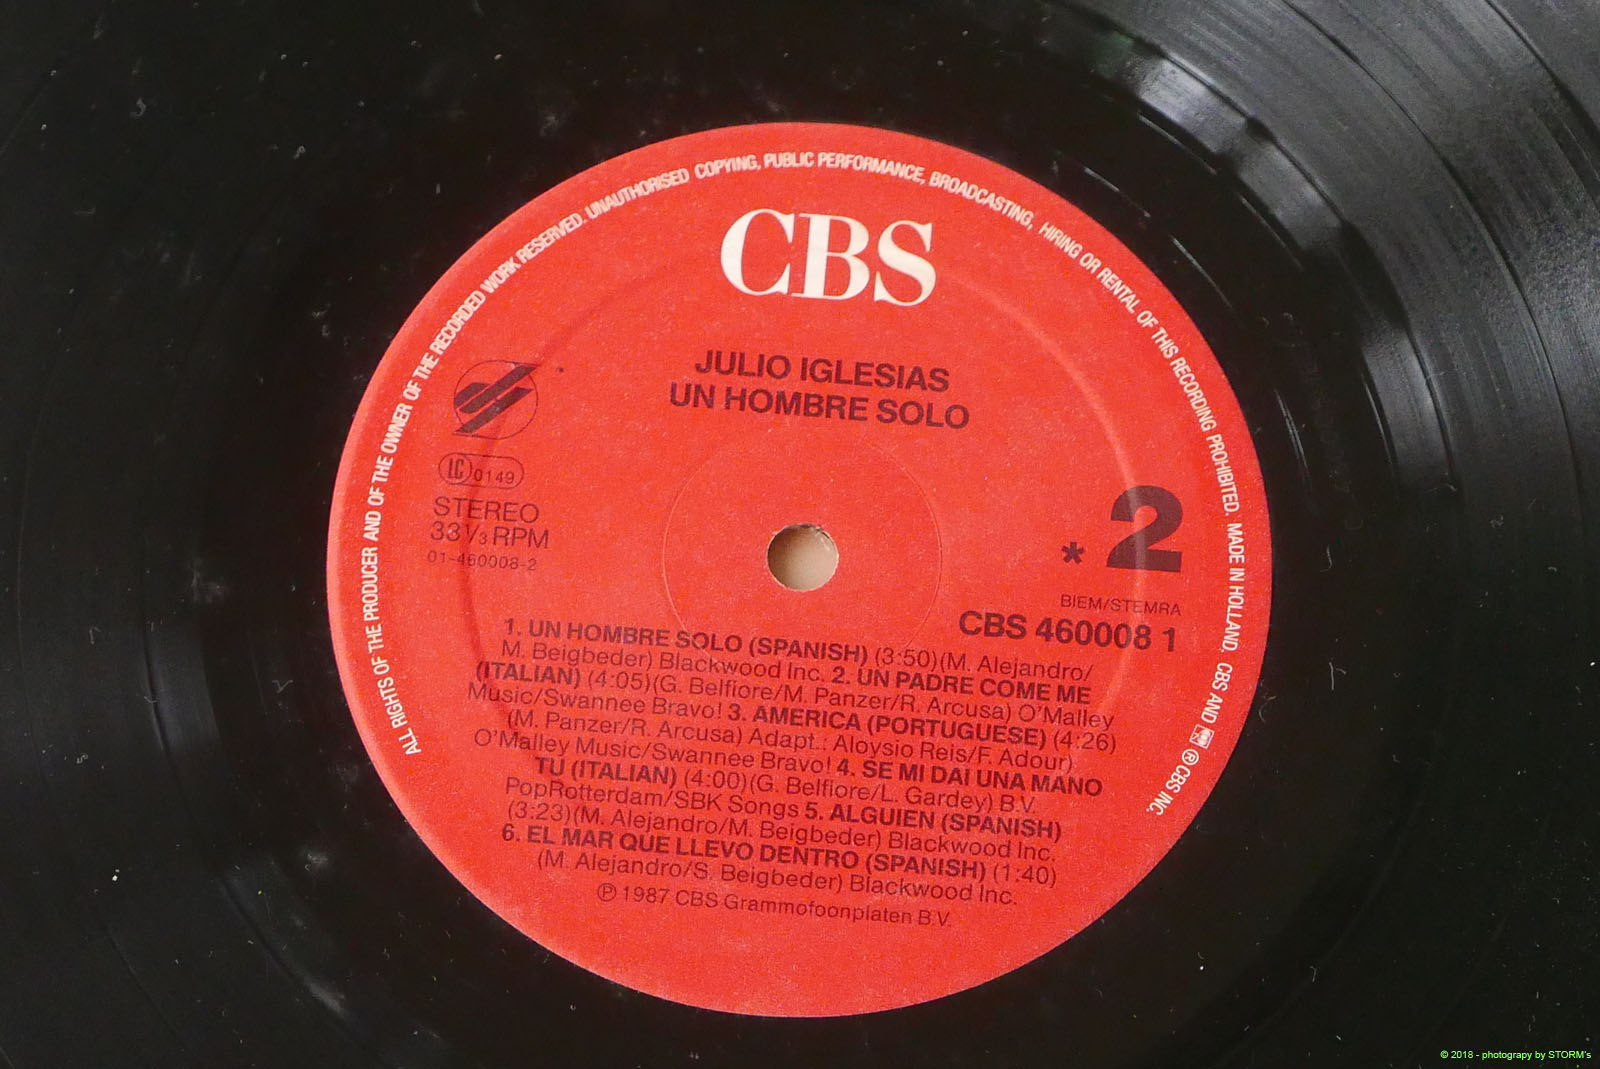 ALL RIGHTS OF THE PRODUCER AND OF THE OWNER OF THE RECORDED WORK RESERVED. UNAUTHORISED COPYING, PUBLIC PERFORMANCE, BROADCASTING, HIRING OR RENTAL OF THIS RECORDING PROHIBITED. MADE IN HOLLAND. CBS AND ® CBS INC.
CBS
JULIO IGLESIAS
UN HOMBRE SOLO
LC 0149
STEREO
33 1/3 RPM
01-460008-2
* 2
BIEM/STEMRA
CBS 460008 1
1. UN HOMBRE SOLO (SPANISH) (3:50)(M. Alejandro/
M. Beigbeder) Blackwood Inc. 2. UN PADRE COME ME
(ITALIAN) (4:05)(G. Belfiore/M. Panzer/R. Arcusa) O'Malley
Music/Swannee Bravo! 3. AMERICA (PORTUGUESE) (4:26)
(M. Panzer/R. Arcusa) Adapt.: Aloysio Reis/F. Adour)
O'Malley Music/Swannee Bravo! 4. SE MI DAI UNA MANO
TU (ITALIAN) (4:00)(G. Belfiore/L. Gardey) B.V.
PopRotterdam/SBK Songs 5. ALGUIEN (SPANISH)
(3:23)(M. Alejandro/M. Beigbeder) Blackwood Inc.
6. EL MAR QUE LLEVO DENTRO (SPANISH) (1:40)
(M. Alejandro/S. Beigbeder) Blackwood Inc.
℗ 1987 CBS Grammofoonplaten B.V.
© 2018 - photograpy by STORM's